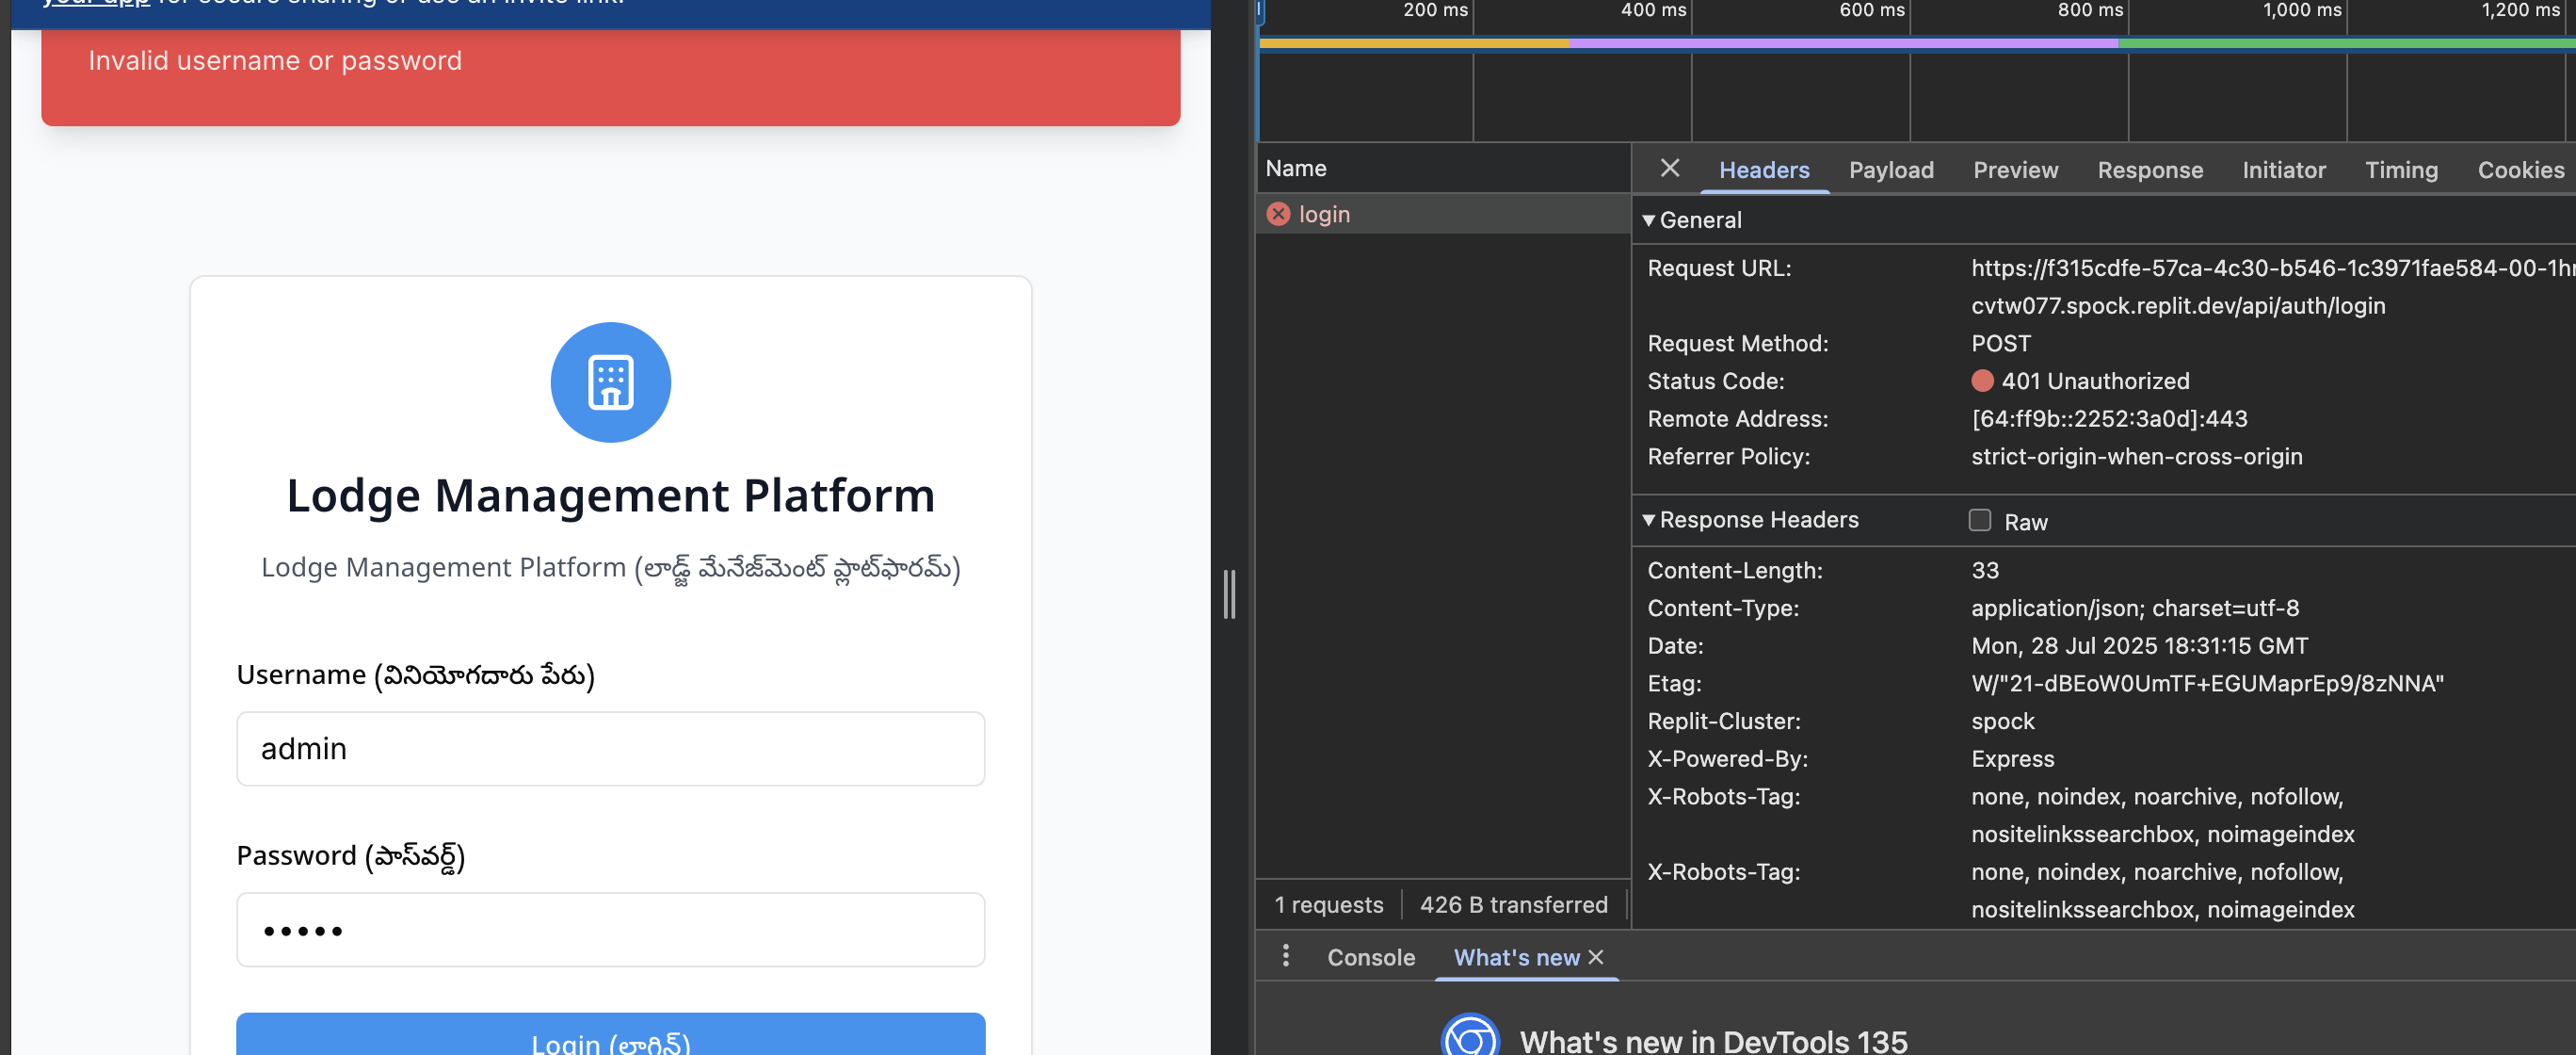 your app for secure sharing or use an invite link.
Invalid username or password
Lodge Management Platform
Lodge Management Platform (లాడ్జ్ మేనేజ్‌మెంట్ ప్లాట్‌ఫారమ్)
Username (వినియోగదారు పేరు)
admin
Password (పాస్‌వర్డ్)
•••••
Login (లాగిన్)
200 ms
400 ms
600 ms
800 ms
1,000 ms
1,200 ms
Name
login
1 requests
426 B transferred
Headers
Payload
Preview
Response
Initiator
Timing
Cookies
General
Request URL:
https://f315cdfe-57ca-4c30-b546-1c3971fae584-00-1hr
cvtw077.spock.replit.dev/api/auth/login
Request Method:
POST
Status Code:
401 Unauthorized
Remote Address:
[64:ff9b::2252:3a0d]:443
Referrer Policy:
strict-origin-when-cross-origin
Response Headers
Raw
Content-Length:
33
Content-Type:
application/json; charset=utf-8
Date:
Mon, 28 Jul 2025 18:31:15 GMT
Etag:
W/"21-dBEoW0UmTF+EGUMaprEp9/8zNNA"
Replit-Cluster:
spock
X-Powered-By:
Express
X-Robots-Tag:
none, noindex, noarchive, nofollow,
nositelinkssearchbox, noimageindex
X-Robots-Tag:
none, noindex, noarchive, nofollow,
nositelinkssearchbox, noimageindex
Console
What's new
What's new in DevTools 135